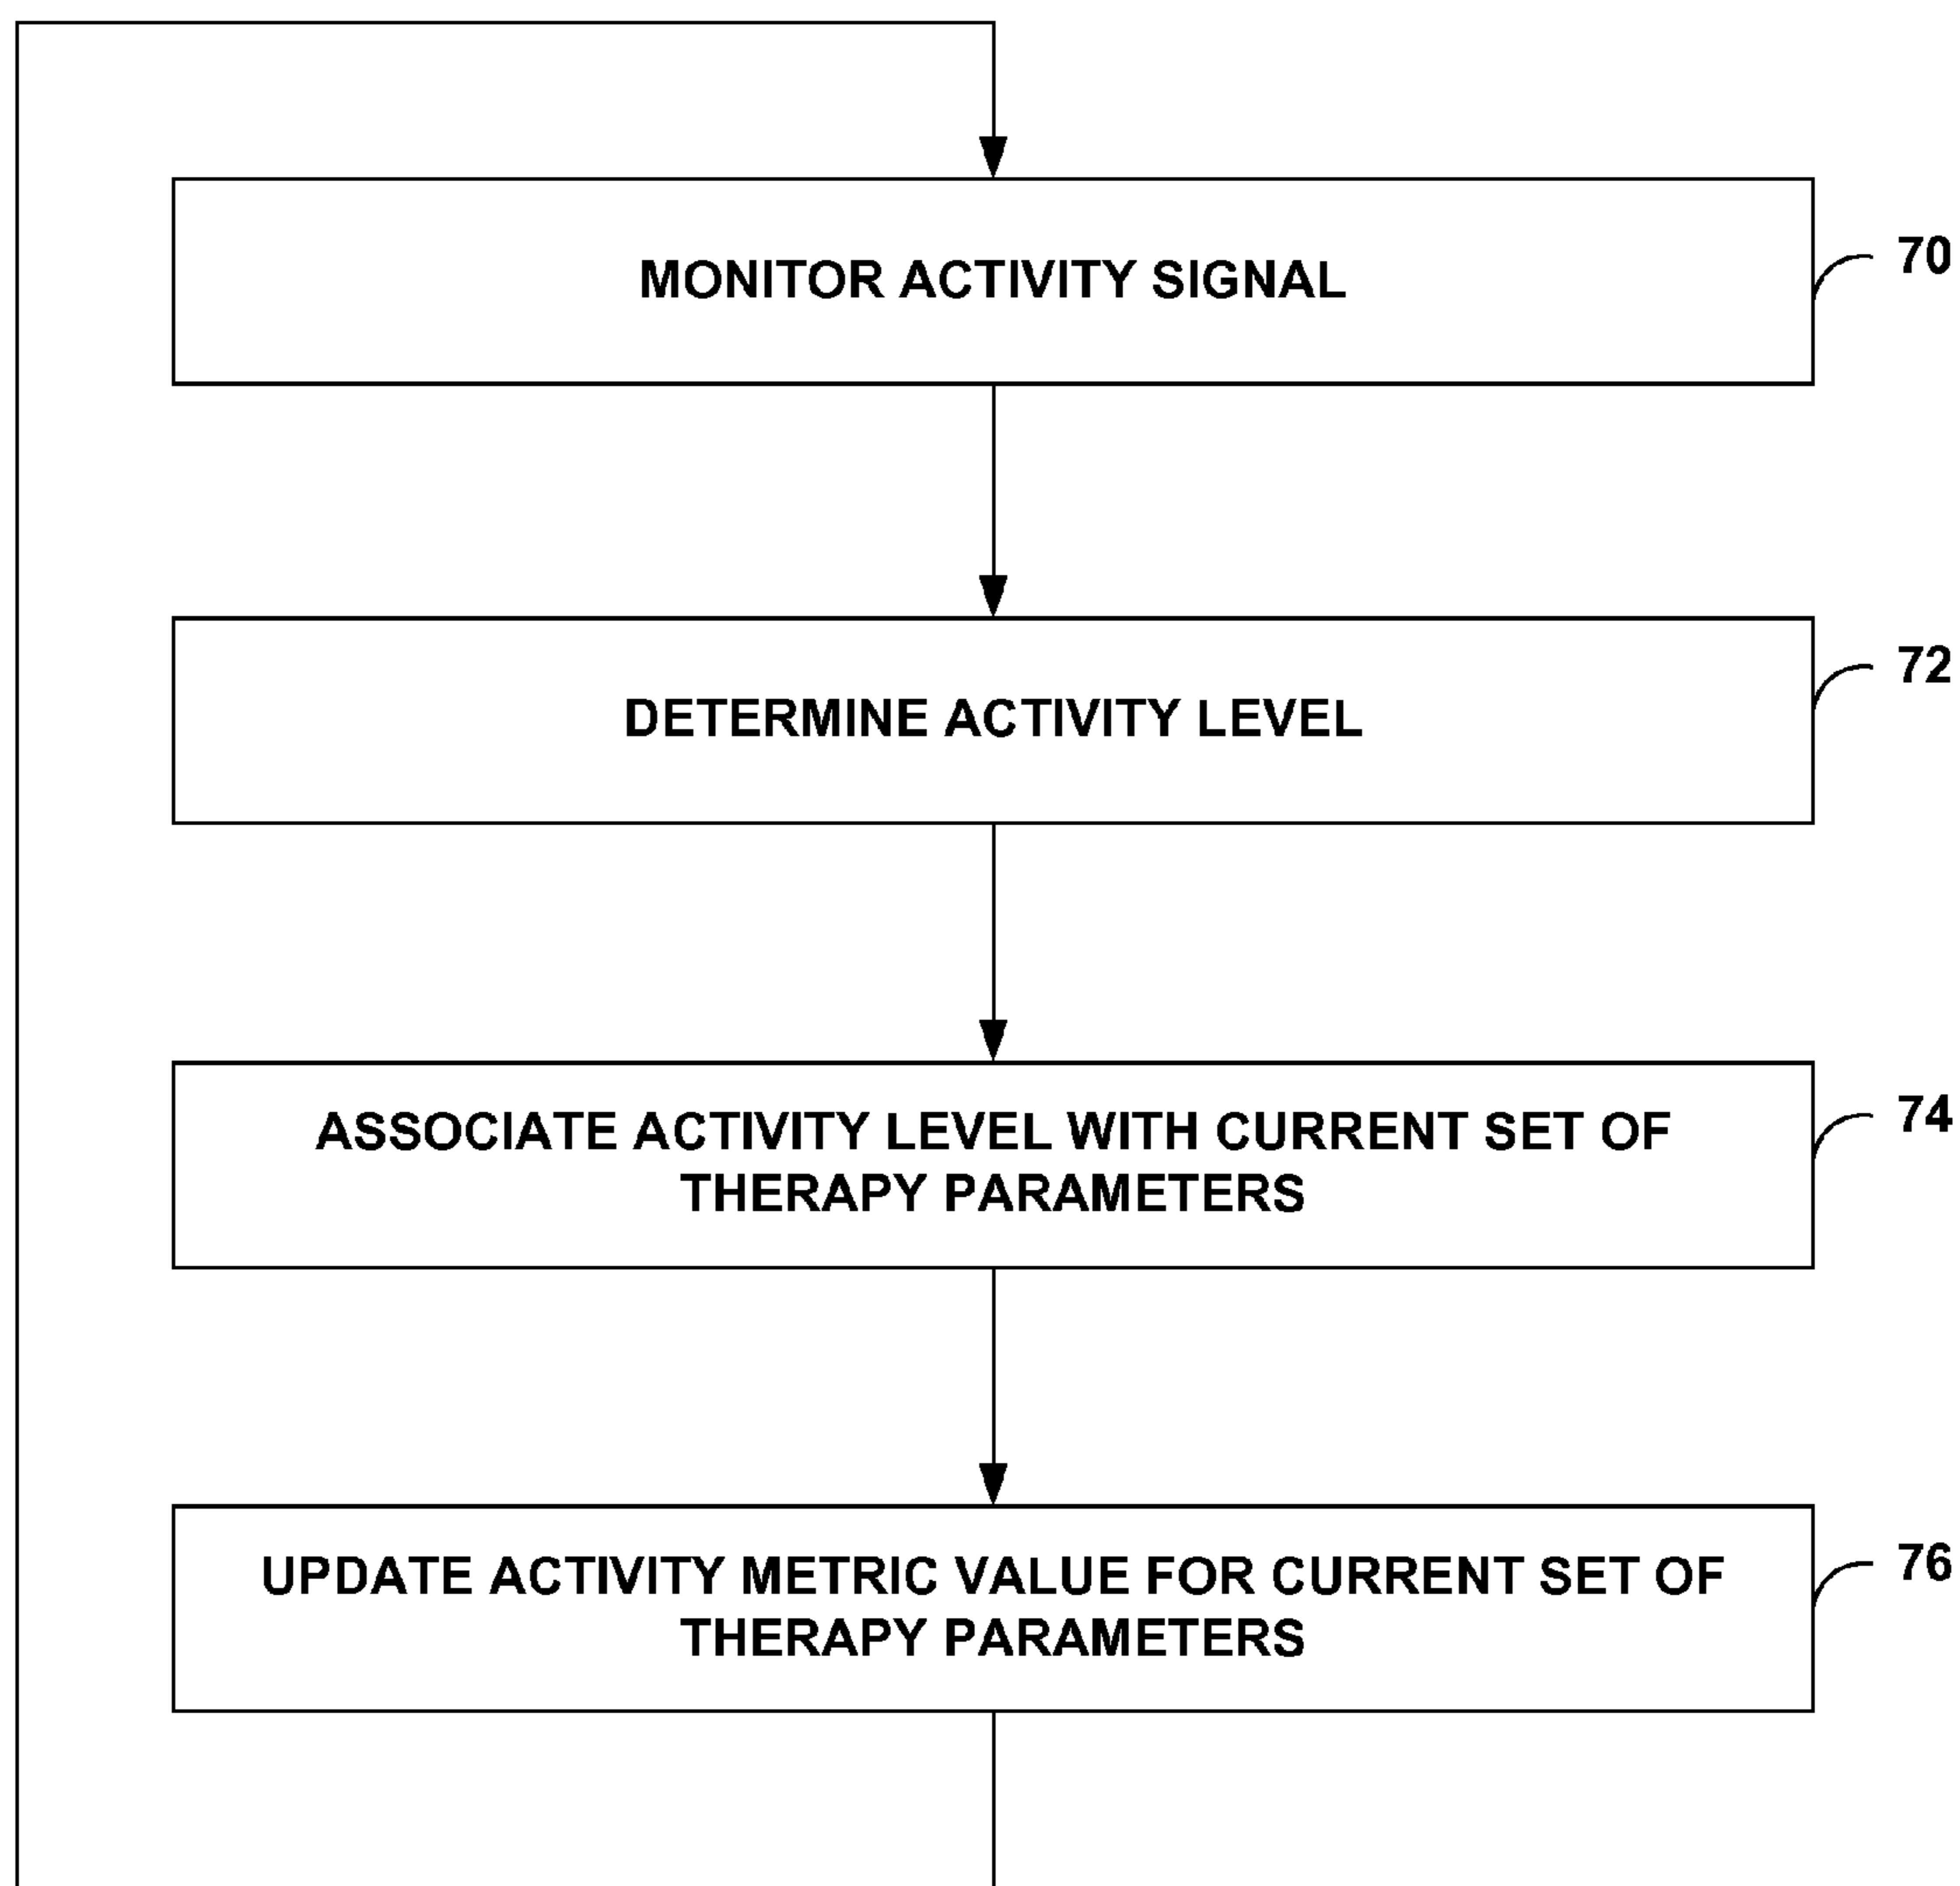 MONITOR ACTIVITY SIGNAL
70
DETERMINE ACTIVITY LEVEL
72
ASSOCIATE ACTIVITY LEVEL WITH CURRENT SET OF
THERAPY PARAMETERS
74
UPDATE ACTIVITY METRIC VALUE FOR CURRENT SET OF
THERAPY PARAMETERS
76